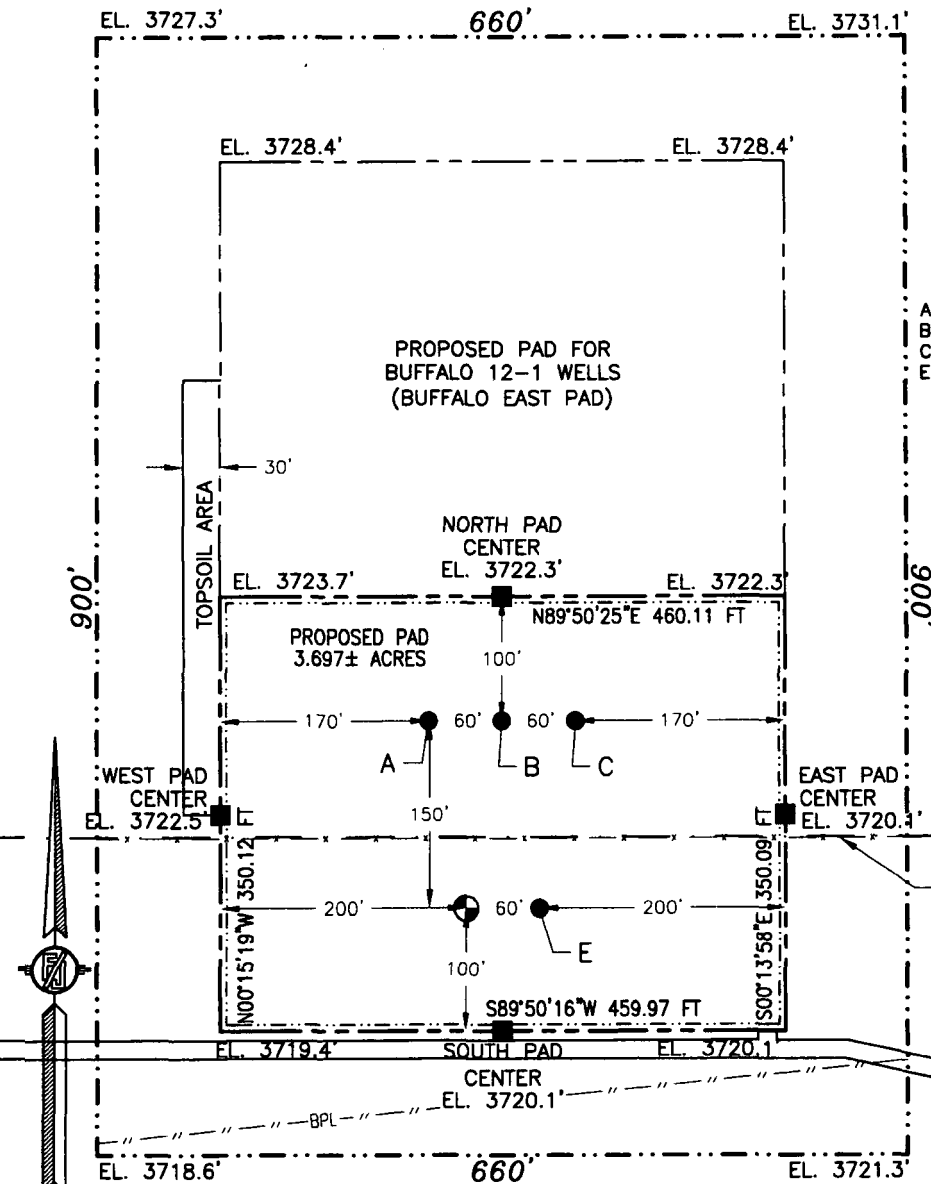 EL. 3727.3'
660'
EL. 3731.1'
EL. 3728.4'
EL. 3728.4'
A
B
C
E
PROPOSED PAD FOR
BUFFALO 12-1 WELLS
(BUFFALO EAST PAD)
30'
TOPSOIL AREA
NORTH PAD
CENTER
EL. 3722.3'
900'
900'
EL. 3723.7'
EL. 3722.3'
N89°50'25"E 460.11 FT
PROPOSED PAD
3.697± ACRES
100'
170'
60'
60'
170'
A
B
C
WEST PAD
CENTER
EL. 3722.5'
EAST PAD
CENTER
EL. 3720.1'
150'
N00°15'19"W 350.12 FT
S00°13'58"E 350.09 FT
200'
60'
200'
E
100'
S89°50'16"W 459.97 FT
EL. 3719.4'
SOUTH PAD
CENTER
EL. 3720.1'
EL. 3720.1
BPL
EL. 3718.6'
660'
EL. 3721.3'